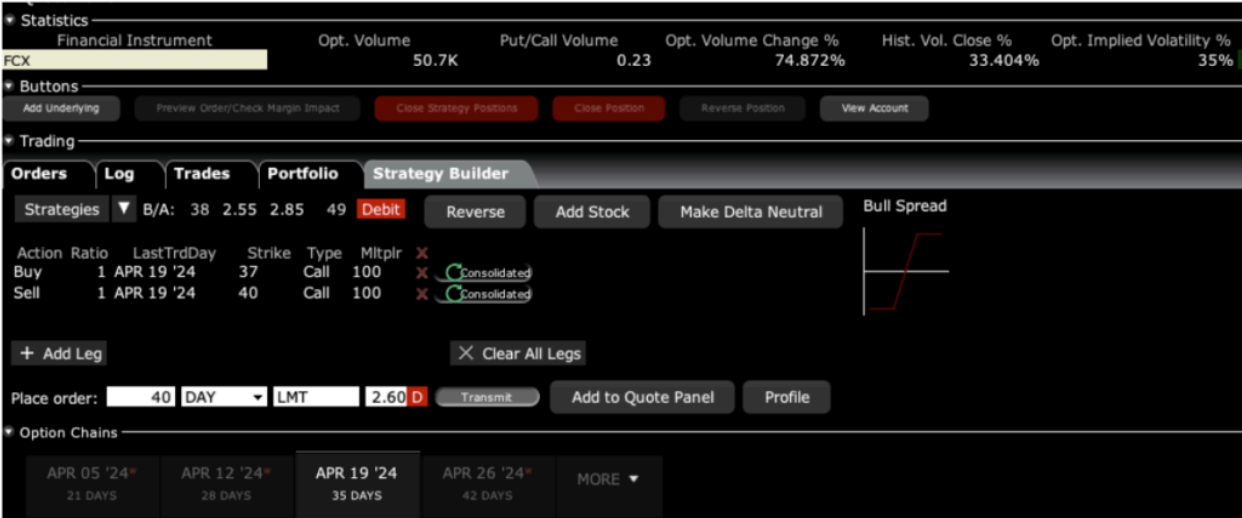 Statistics
Financial Instrument Opt. Volume Put/Call Volume Opt. Volume Change % Hist. Vol. Close % Opt. Implied Volatility %
FCX 50.7K 0.23 74.872% 33.404% 35%
Buttons
Add Underlying Preview Order/Check Margin Impact Close Strategy Positions Close Position Reverse Position View Account
Trading
Orders Log Trades Portfolio Strategy Builder
Strategies B/A: 38 2.55 2.85 49 Debit Reverse Add Stock Make Delta Neutral Bull Spread
Action Ratio LastTrdDay Strike Type Mltplr X
Buy 1 APR 19 '24 37 Call 100 X Consolidated
Sell 1 APR 19 '24 40 Call 100 X Consolidated
+ Add Leg X Clear All Legs
Place order: 40 DAY LMT 2.60 D Transmit Add to Quote Panel Profile
Option Chains
APR 05 '24* APR 12 '24* APR 19 '24 APR 26 '24* MORE
21 DAYS 28 DAYS 35 DAYS 42 DAYS